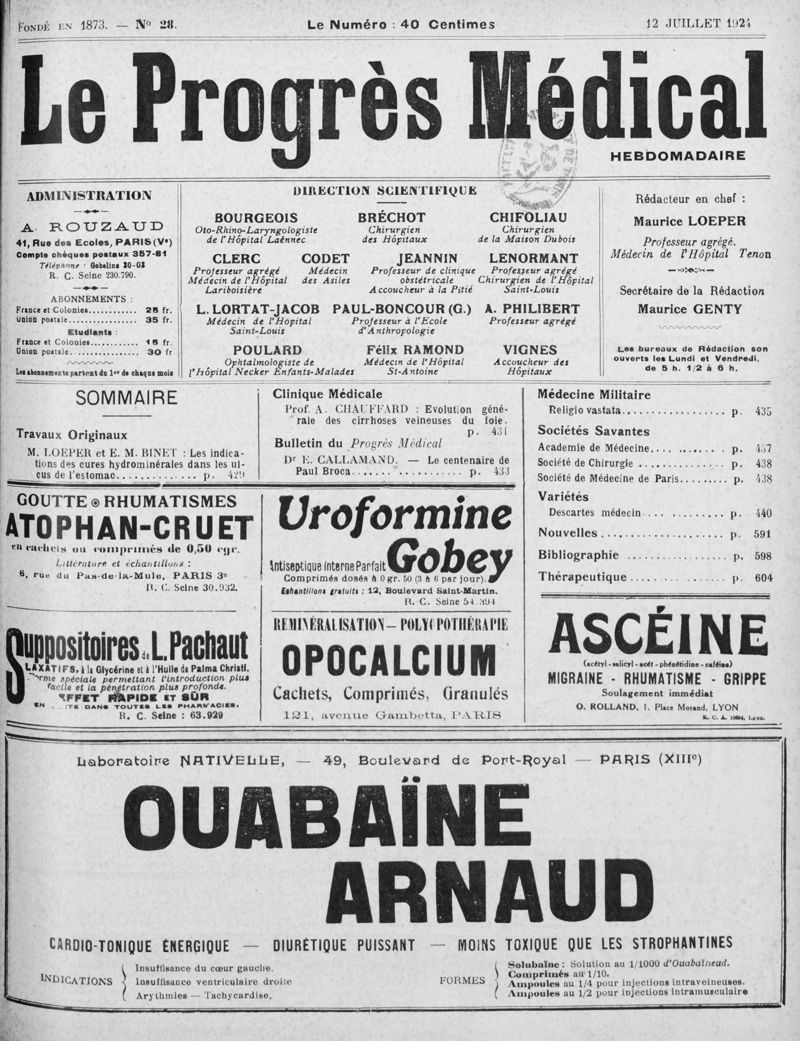 FONDÉ EN 1873. — No 28.
Le Numéro : 40 Centimes
12 JUILLET 1924
Le Progrès Médical
HEBDOMADAIRE
ADMINISTRATION
A. ROUZAUD
41, Rue des Ecoles, PARIS (Ve)
Compte chèques postaux 357-81
Téléphone : Gobelins 30-03
R. C. Seine 230.790.
ABONNEMENTS :
France et Colonies............ 25 fr.
Union postale................. 35 fr.
Etudiants :
France et Colonies............ 18 fr.
Union postale................. 30 fr
Les abonnements partent du 1er de chaque mois
DIRECTION SCIENTIFIQUE
BOURGEOIS
Oto-Rhino-Laryngologiste
de l'Hôpital Laënnec
BRÉCHOT
Chirurgien
des Hôpitaux
CHIFOLIAU
Chirurgien
de la Maison Dubois
CLERC
Professeur agrégé
Médecin de l'Hôpital
Lariboisière
CODET
Médecin
des Asiles
JEANNIN
Professeur de clinique
obstétricale
Accoucheur à la Pitié
LENORMANT
Professeur agrégé
Chirurgien de l'Hôpital
Saint-Louis
L. LORTAT-JACOB
Médecin de l'Hopital
Saint-Louis
PAUL-BONCOUR (G.)
Professeur à l'Ecole
d'Anthropologie
A. PHILIBERT
Professeur agrégé
POULARD
Ophtalmologiste de
l'hôpital Necker Enfants-Malades
Félix RAMOND
Médecin de l'Hôpital
St-Antoine
VIGNES
Accoucheur des
Hôpitaux
Rédacteur en chef :
Maurice LOEPER
Professeur agrégé.
Médecin de l'Hôpital Tenon
Secrétaire de la Rédaction
Maurice GENTY
Les bureaux de Rédaction son
ouverts les Lundi et Vendredi,
de 5 h. 1/2 à 6 h.
SOMMAIRE
Travaux Originaux
M. LOEPER et E. M. BINET : Les indica-
tions des cures hydrominérales dans les ul-
cus de l'estomac.................. p. 429
Clinique Médicale
Prof. A. CHAUFFARD : Evolution géné-
rale des cirrhoses veineuses du foie.
p. 431
Bulletin du Progrès Médical
Dr E. CALLAMAND. — Le centenaire de
Paul Broca.................. p. 433
Médecine Militaire
Religio vastata.................. p. 435
Sociétés Savantes
Academie de Médecine.................. p. 437
Société de Chirurgie .................. p. 438
Société de Médecine de Paris......... p. 438
Variétés
Descartes médecin .................. p. 440
Nouvelles .................. p. 591
Bibliographie .................. p. 598
Thérapeutique .................. p. 604
GOUTTE ⊛ RHUMATISMES
ATOPHAN-CRUET
en cachets ou comprimés de 0,50 cgr.
Littérature et échantillons :
6, rue du Pas-de-la-Mule, PARIS 3e
R. C. Seine 30.932.
Uroformine
Gobey
Antiseptique Interne Parfait
Comprimés dosés à 0 gr. 50 (3 à 6 par jour).
Echantillons gratuits : 12, Boulevard Saint-Martin.
R. C. Seine 54.394
Suppositoires de L. Pachaut
LAXATIFS, à la Glycérine et à l'Huile de Palma Christi.
Forme spéciale permettant l'introduction plus
facile et la pénétration plus profonde.
EFFET RAPIDE ET SÛR
EN VENTE DANS TOUTES LES PHARMACIES.
R. C. Seine : 63.929
REMINÉRALISATION — POLYOPOTHÉRAPIE
OPOCALCIUM
Cachets, Comprimés, Granulés
121, avenue Gambetta, PARIS
ASCÉINE
(acétyl-salicyl-acét-phénétidine-caféine)
MIGRAINE - RHUMATISME - GRIPPE
Soulagement immédiat
O. ROLLAND, 1, Place Morand, LYON
R. C. A. 10694, Lyon.
Laboratoire NATIVELLE, — 49, Boulevard de Port-Royal — PARIS (XIIIe)
OUABAÏNE
ARNAUD
CARDIO-TONIQUE ÉNERGIQUE — DIURÉTIQUE PUISSANT — MOINS TOXIQUE QUE LES STROPHANTINES
INDICATIONS
Insuffisance du cœur gauche.
Insuffisance ventriculaire droite
Arythmies — Tachycardise.
FORMES
Solubaïne : Solution au 1/1000 d'Ouabaïneud.
Comprimés au 1/10.
Ampoules au 1/4 pour injections intraveineuses.
Ampoules au 1/2 pour injections intramusculaire